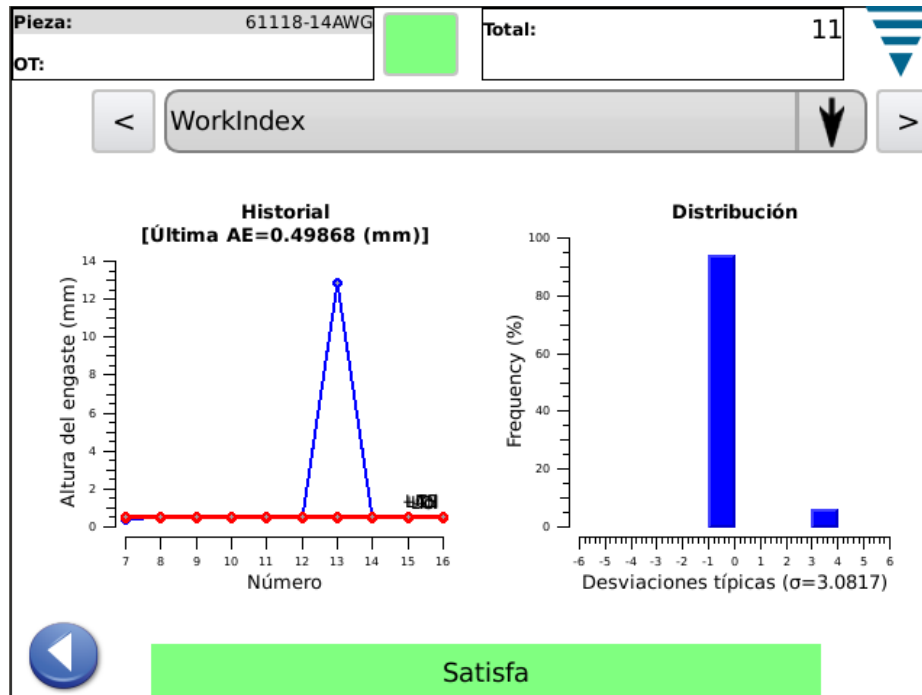 Pieza: 61118-14AWG
OT:
Total: 11
<
WorkIndex
>
Historial
[Última AE=0.49868 (mm)]
Altura del engaste (mm)
14
12
10
8
6
4
2
0
7 8 9 10 11 12 13 14 15 16
Número
Distribución
Frequency (%)
100
80
60
40
20
0
-6 -5 -4 -3 -2 -1 0 1 2 3 4 5 6
Desviaciones típicas (σ=3.0817)
Satisfa